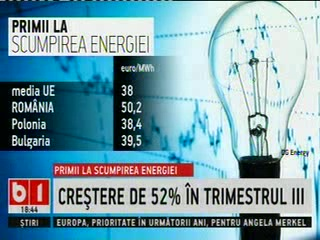 PRIMII LA
SCUMPIREA ENERGIEI
euro/MWh
media UE 38
ROMÂNIA 50,2
Polonia 38,4
Bulgaria 39,5
EG Energy
PRIMII LA SCUMPIREA ENERGIEI
b1 CREŞTERE DE 52% ÎN TRIMESTRUL III
18:44
ŞTIRI EUROPA, PRIORITATE ÎN URMĂTORII ANI, PENTRU ANGELA MERKEL